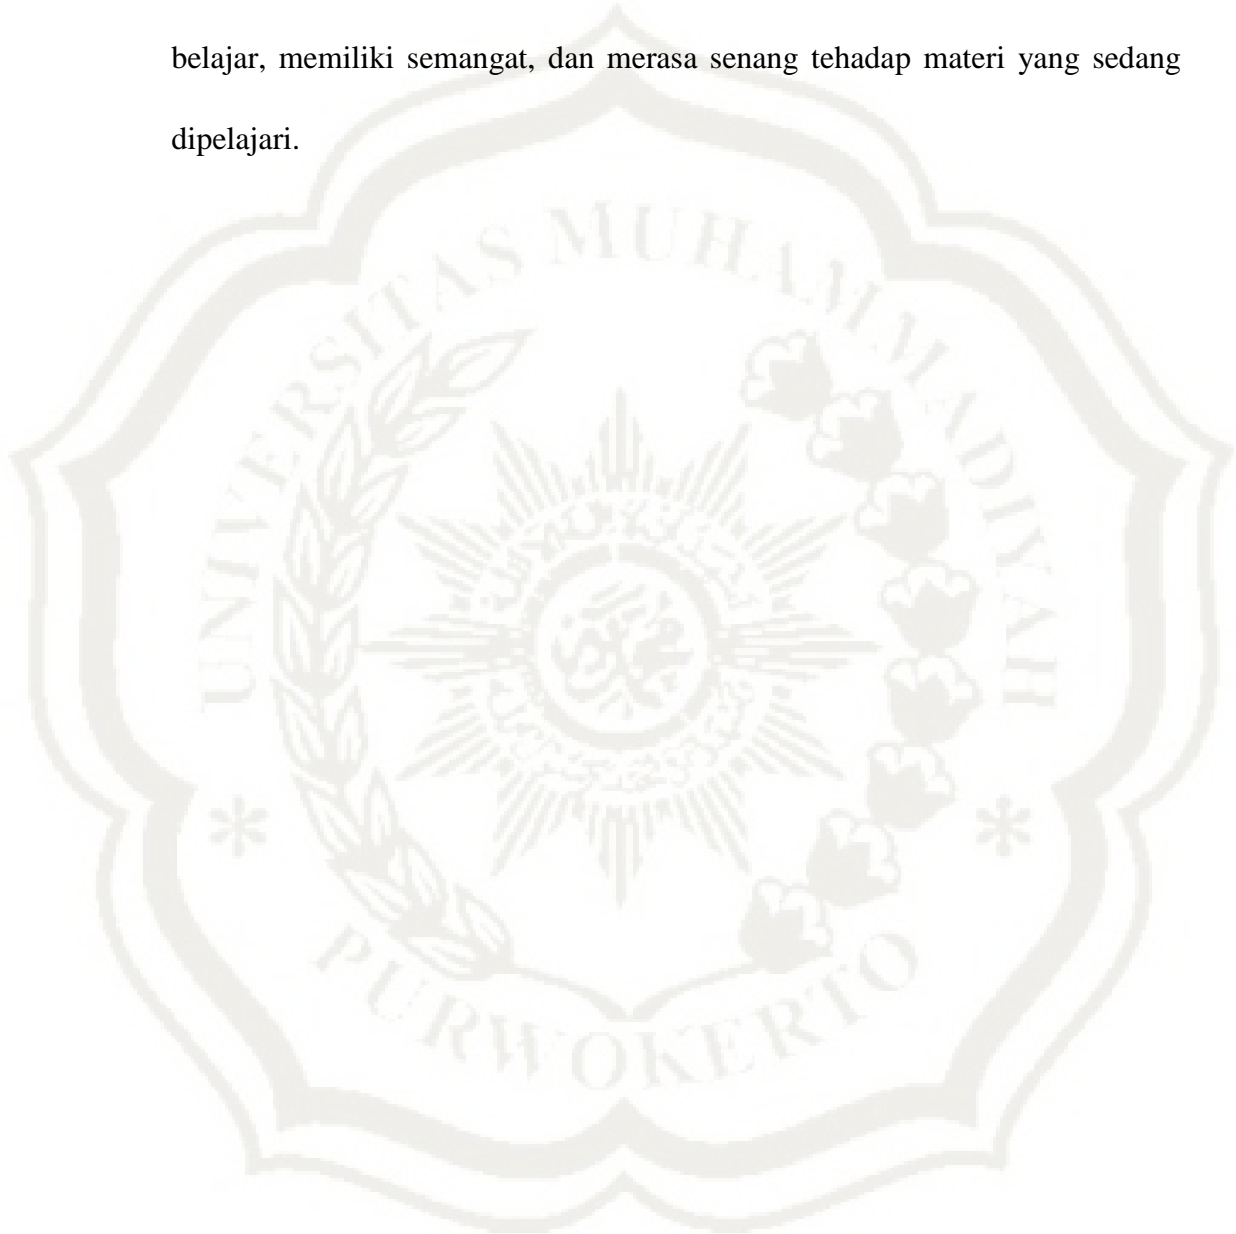 belajar, memiliki semangat, dan merasa senang tehadap materi yang sedang
dipelajari.
UNIVERSITAS MUHAMMADIYAH
PURWOKERTO